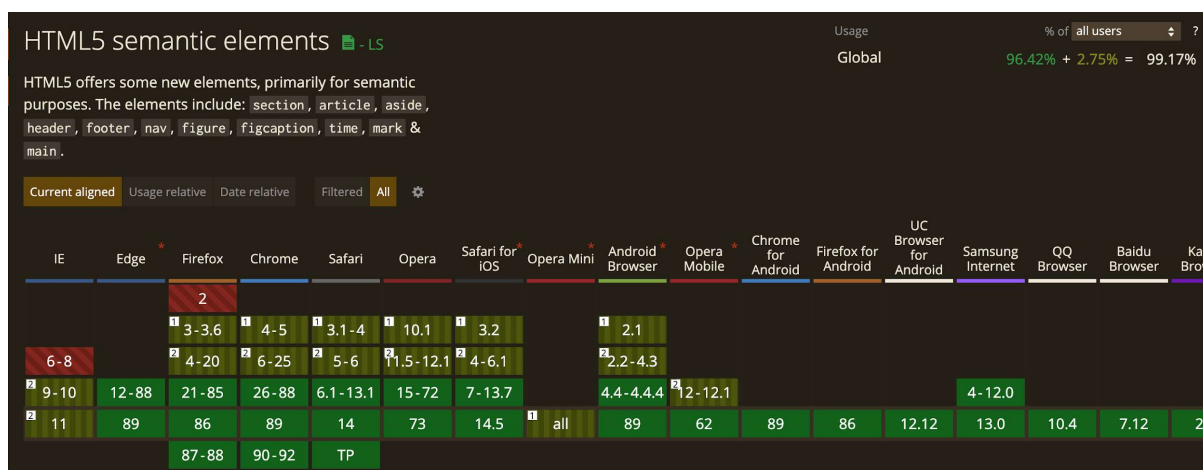 HTML5 semantic elements - LS
Usage % of all users ?
Global 96.42% + 2.75% = 99.17%
HTML5 offers some new elements, primarily for semantic
purposes. The elements include: section, article, aside,
header, footer, nav, figure, figcaption, time, mark &
main.
Current aligned Usage relative Date relative Filtered All
IE Edge * Firefox Chrome Safari Opera Safari for iOS * Opera Mini * Android Browser * Opera Mobile * Chrome for Android Firefox for Android UC Browser for Android Samsung Internet QQ Browser Baidu Browser
2
1 3-3.6 1 4-5 1 3.1-4 1 10.1 1 3.2 1 2.1
6-8 2 4-20 2 6-25 2 5-6 2 11.5-12.1 2 4-6.1 2 2.2-4.3
2 9-10 12-88 21-85 26-88 6.1-13.1 15-72 7-13.7 4.4-4.4.4 2 12-12.1 4-12.0
2 11 89 86 89 14 73 14.5 1 all 89 62 89 86 12.12 13.0 10.4 7.12
87-88 90-92 TP